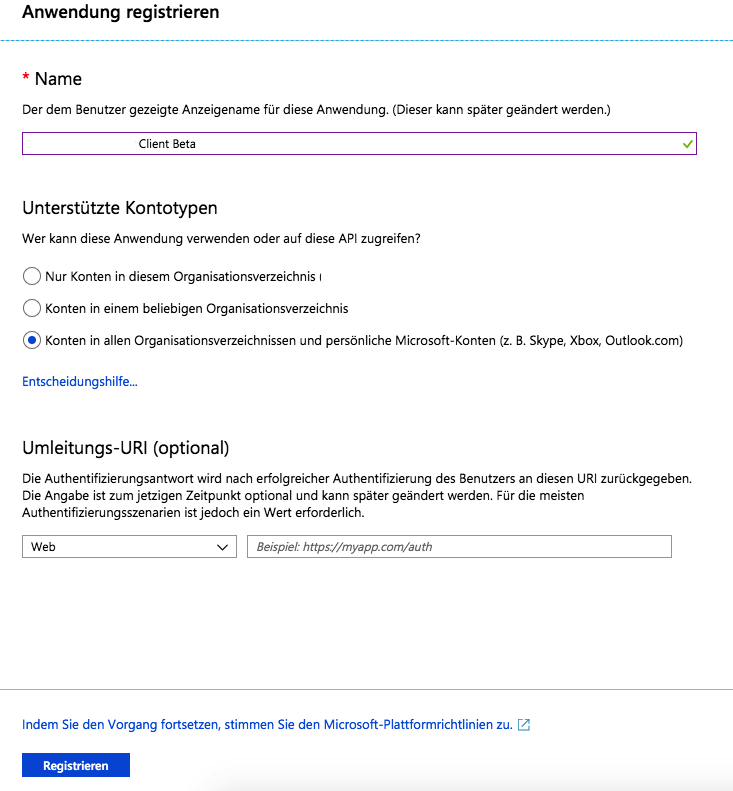 Anwendung registrieren
* Name
Der dem Benutzer gezeigte Anzeigename für diese Anwendung. (Dieser kann später geändert werden.)
Client Beta
Unterstützte Kontotypen
Wer kann diese Anwendung verwenden oder auf diese API zugreifen?
Nur Konten in diesem Organisationsverzeichnis (
Konten in einem beliebigen Organisationsverzeichnis
Konten in allen Organisationsverzeichnissen und persönliche Microsoft-Konten (z. B. Skype, Xbox, Outlook.com)
Entscheidungshilfe...
Umleitungs-URI (optional)
Die Authentifizierungsantwort wird nach erfolgreicher Authentifizierung des Benutzers an diesen URI zurückgegeben.
Die Angabe ist zum jetzigen Zeitpunkt optional und kann später geändert werden. Für die meisten
Authentifizierungsszenarien ist jedoch ein Wert erforderlich.
Web
Beispiel: https://myapp.com/auth
Indem Sie den Vorgang fortsetzen, stimmen Sie den Microsoft-Plattformrichtlinien zu.
Registrieren